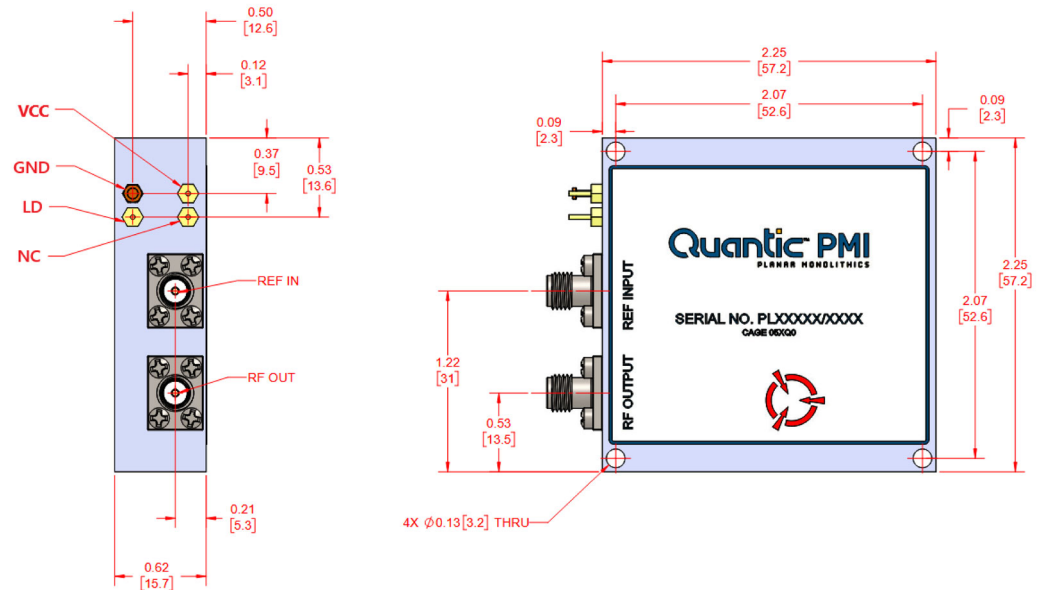 0.50
[12.6]
0.12
[3.1]
VCC
GND
LD
NC
0.37
[9.5]
0.53
[13.6]
REF IN
RF OUT
0.21
[5.3]
0.62
[15.7]
2.25
[57.2]
2.07
[52.6]
0.09
[2.3]
0.09
[2.3]
Quantic™ PMI
PLANAR MONOLITHICS
REF INPUT
SERIAL NO. PLXXXXX/XXXX
CAGE 05XQ0
RF OUTPUT
1.22
[31]
0.53
[13.5]
2.07
[52.6]
2.25
[57.2]
4X Ø0.13[3.2] THRU